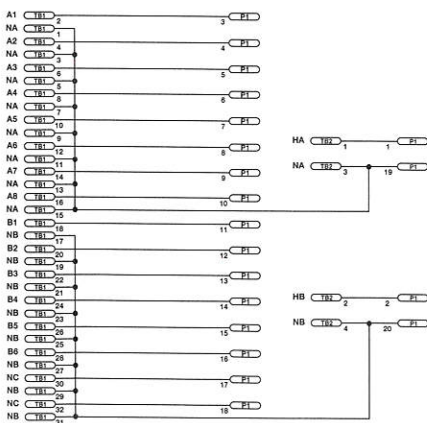 A1 TB1 2 3 P1
NA TB1 1
A2 TB1 4 4 P1
NA TB1 3
A3 TB1 6 5 P1
NA TB1 5
A4 TB1 8 6 P1
NA TB1 7
A5 TB1 10 7 P1
NA TB1 9
A6 TB1 12 8 P1
NA TB1 11
A7 TB1 14 9 P1
NA TB1 13
A8 TB1 16 10 P1
NA TB1 15
B1 TB1 18 11 P1
NB TB1 17
B2 TB1 20 12 P1
NB TB1 19
B3 TB1 22 13 P1
NB TB1 21
B4 TB1 24 14 P1
NB TB1 23
B5 TB1 26 15 P1
NB TB1 25
B6 TB1 28 16 P1
NB TB1 27
NC TB1 30 17 P1
NB TB1 29
NC TB1 32 18 P1
NB TB1 31
HA TB2 1 1 P1
NA TB2 3 19 P1
HB TB2 2 2 P1
NB TB2 4 20 P1